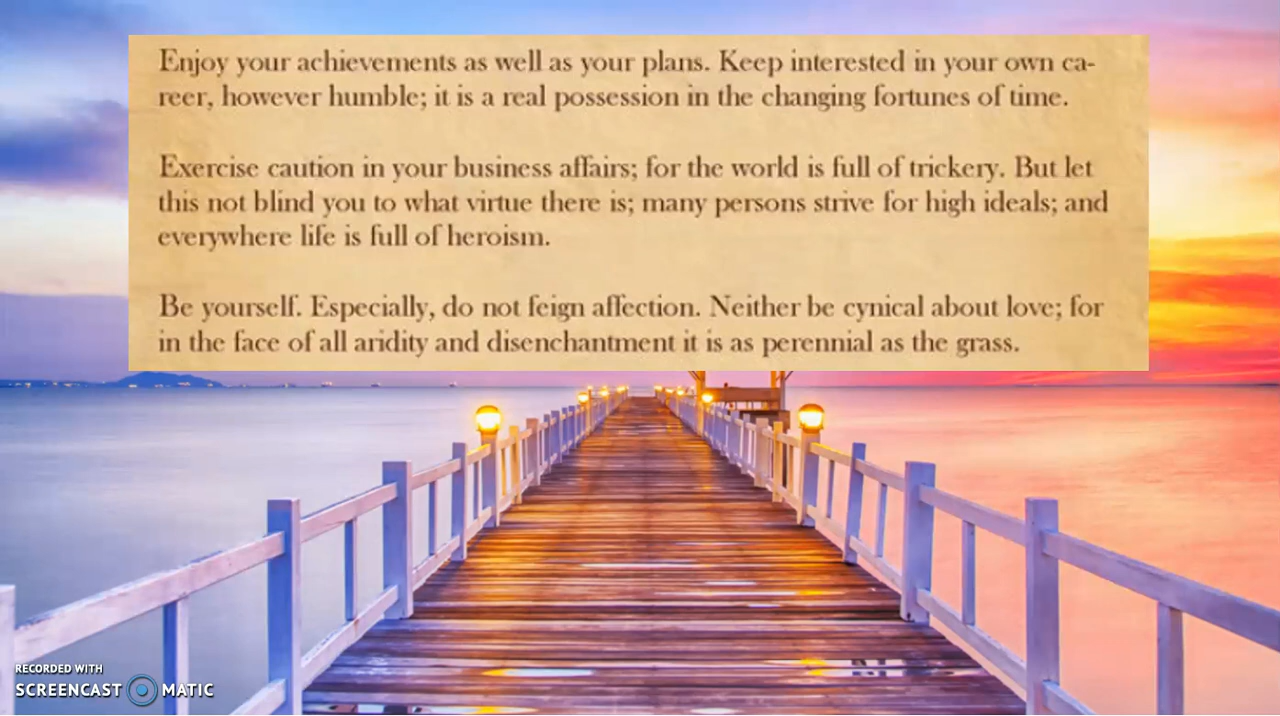 Enjoy your achievements as well as your plans. Keep interested in your own ca-
reer, however humble; it is a real possession in the changing fortunes of time.
Exercise caution in your business affairs; for the world is full of trickery. But let
this not blind you to what virtue there is; many persons strive for high ideals; and
everywhere life is full of heroism.
Be yourself. Especially, do not feign affection. Neither be cynical about love; for
in the face of all aridity and disenchantment it is as perennial as the grass.
RECORDED WITH
SCREENCAST MATIC